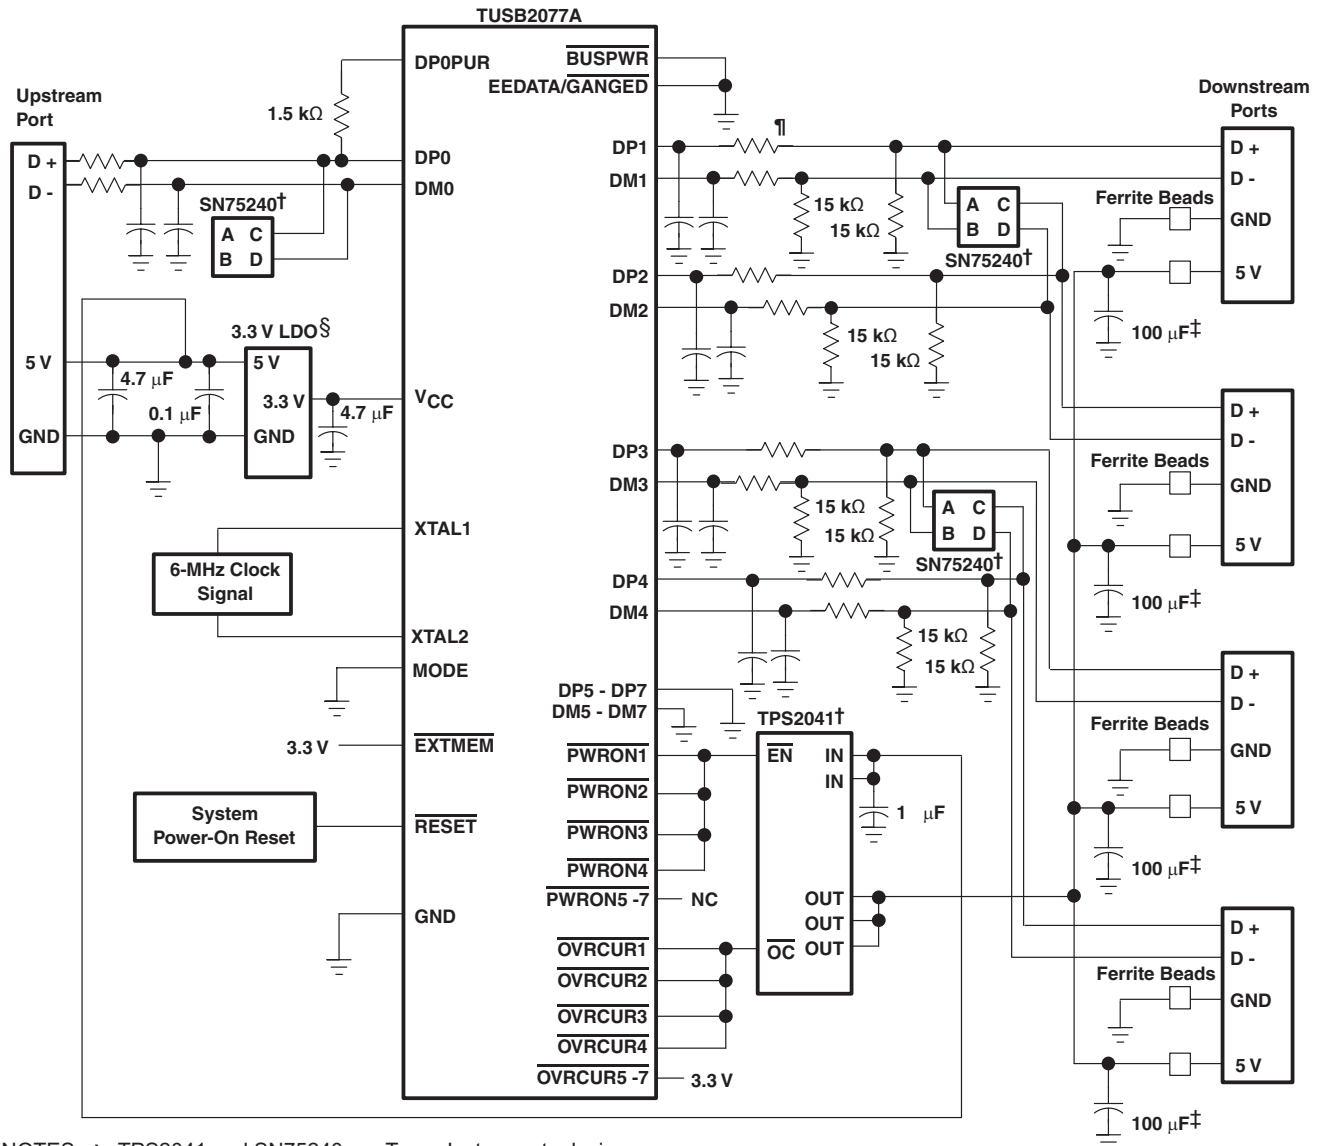 TUSB2077A
Upstream
Port
D +
D -
5 V
GND
1.5 kΩ
SN75240†
A C
B D
3.3 V LDO§
5 V
3.3 V
GND
4.7 µF
0.1 µF
4.7 µF
6-MHz Clock
Signal
3.3 V
System
Power-On Reset
DP0PUR
DP0
DM0
VCC
XTAL1
XTAL2
MODE
EXTMEM
RESET
GND
BUSPWR
EEDATA/GANGED
DP1
DM1
DP2
DM2
DP3
DM3
DP4
DM4
DP5 - DP7
DM5 - DM7
PWRON1
PWRON2
PWRON3
PWRON4
PWRON5 -7
NC
OVRCUR1
OVRCUR2
OVRCUR3
OVRCUR4
OVRCUR5 -7
3.3 V
¶
15 kΩ
15 kΩ
A C
B D
SN75240†
15 kΩ
15 kΩ
15 kΩ
15 kΩ
A C
B D
SN75240†
15 kΩ
15 kΩ
TPS2041†
EN
IN
IN
1 µF
OUT
OUT
OC OUT
Downstream
Ports
D +
D -
Ferrite Beads
GND
5 V
100 µF‡
D +
D -
Ferrite Beads
GND
5 V
100 µF‡
D +
D -
Ferrite Beads
GND
5 V
100 µF‡
D +
D -
Ferrite Beads
GND
5 V
100 µF‡